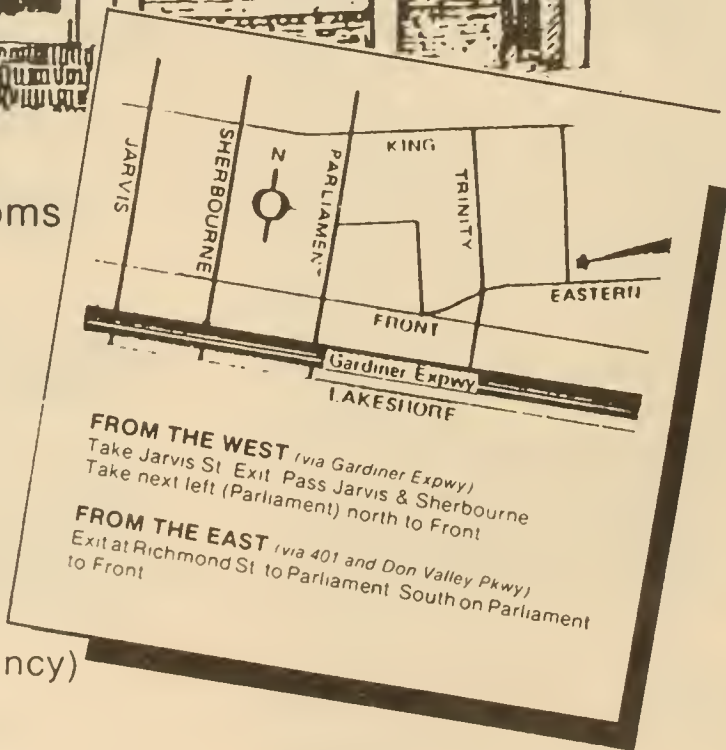 oms
JARVIS
SHERBOURNE
N
PARLIAMENT
KING
TRINITY
EASTERN
FRONT
Gardiner Expwy
LAKESHORE
FROM THE WEST (via Gardiner Expwy)
Take Jarvis St Exit Pass Jarvis & Sherbourne
Take next left (Parliament) north to Front
FROM THE EAST (via 401 and Don Valley Pkwy)
Exit at Richmond St to Parliament South on Parliament
to Front
ncy)